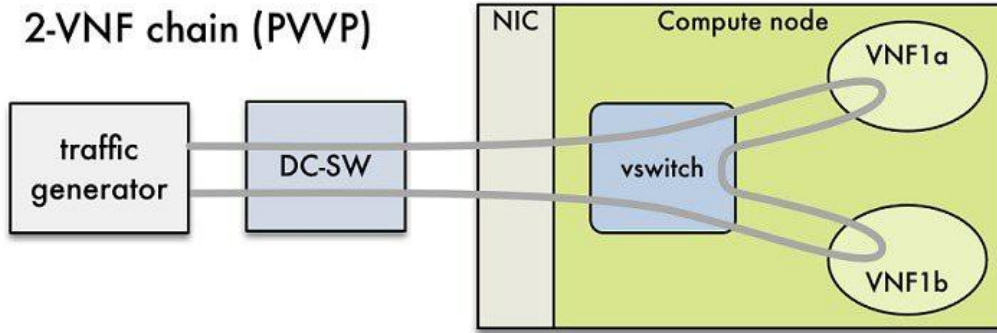 2-VNF chain (PVVP)
NIC
Compute node
VNF1a
traffic
generator
DC-SW
vswitch
VNF1b